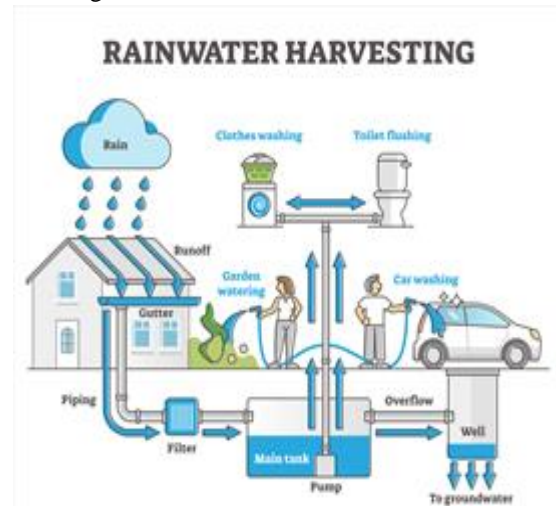 RAINWATER HARVESTING
Clothes washing
Toilet flushing
Rain
Runoff
Garden
watering
Car washing
Gutter
Piping
Overflow
Filter
Main tank
Well
Pump
To groundwater